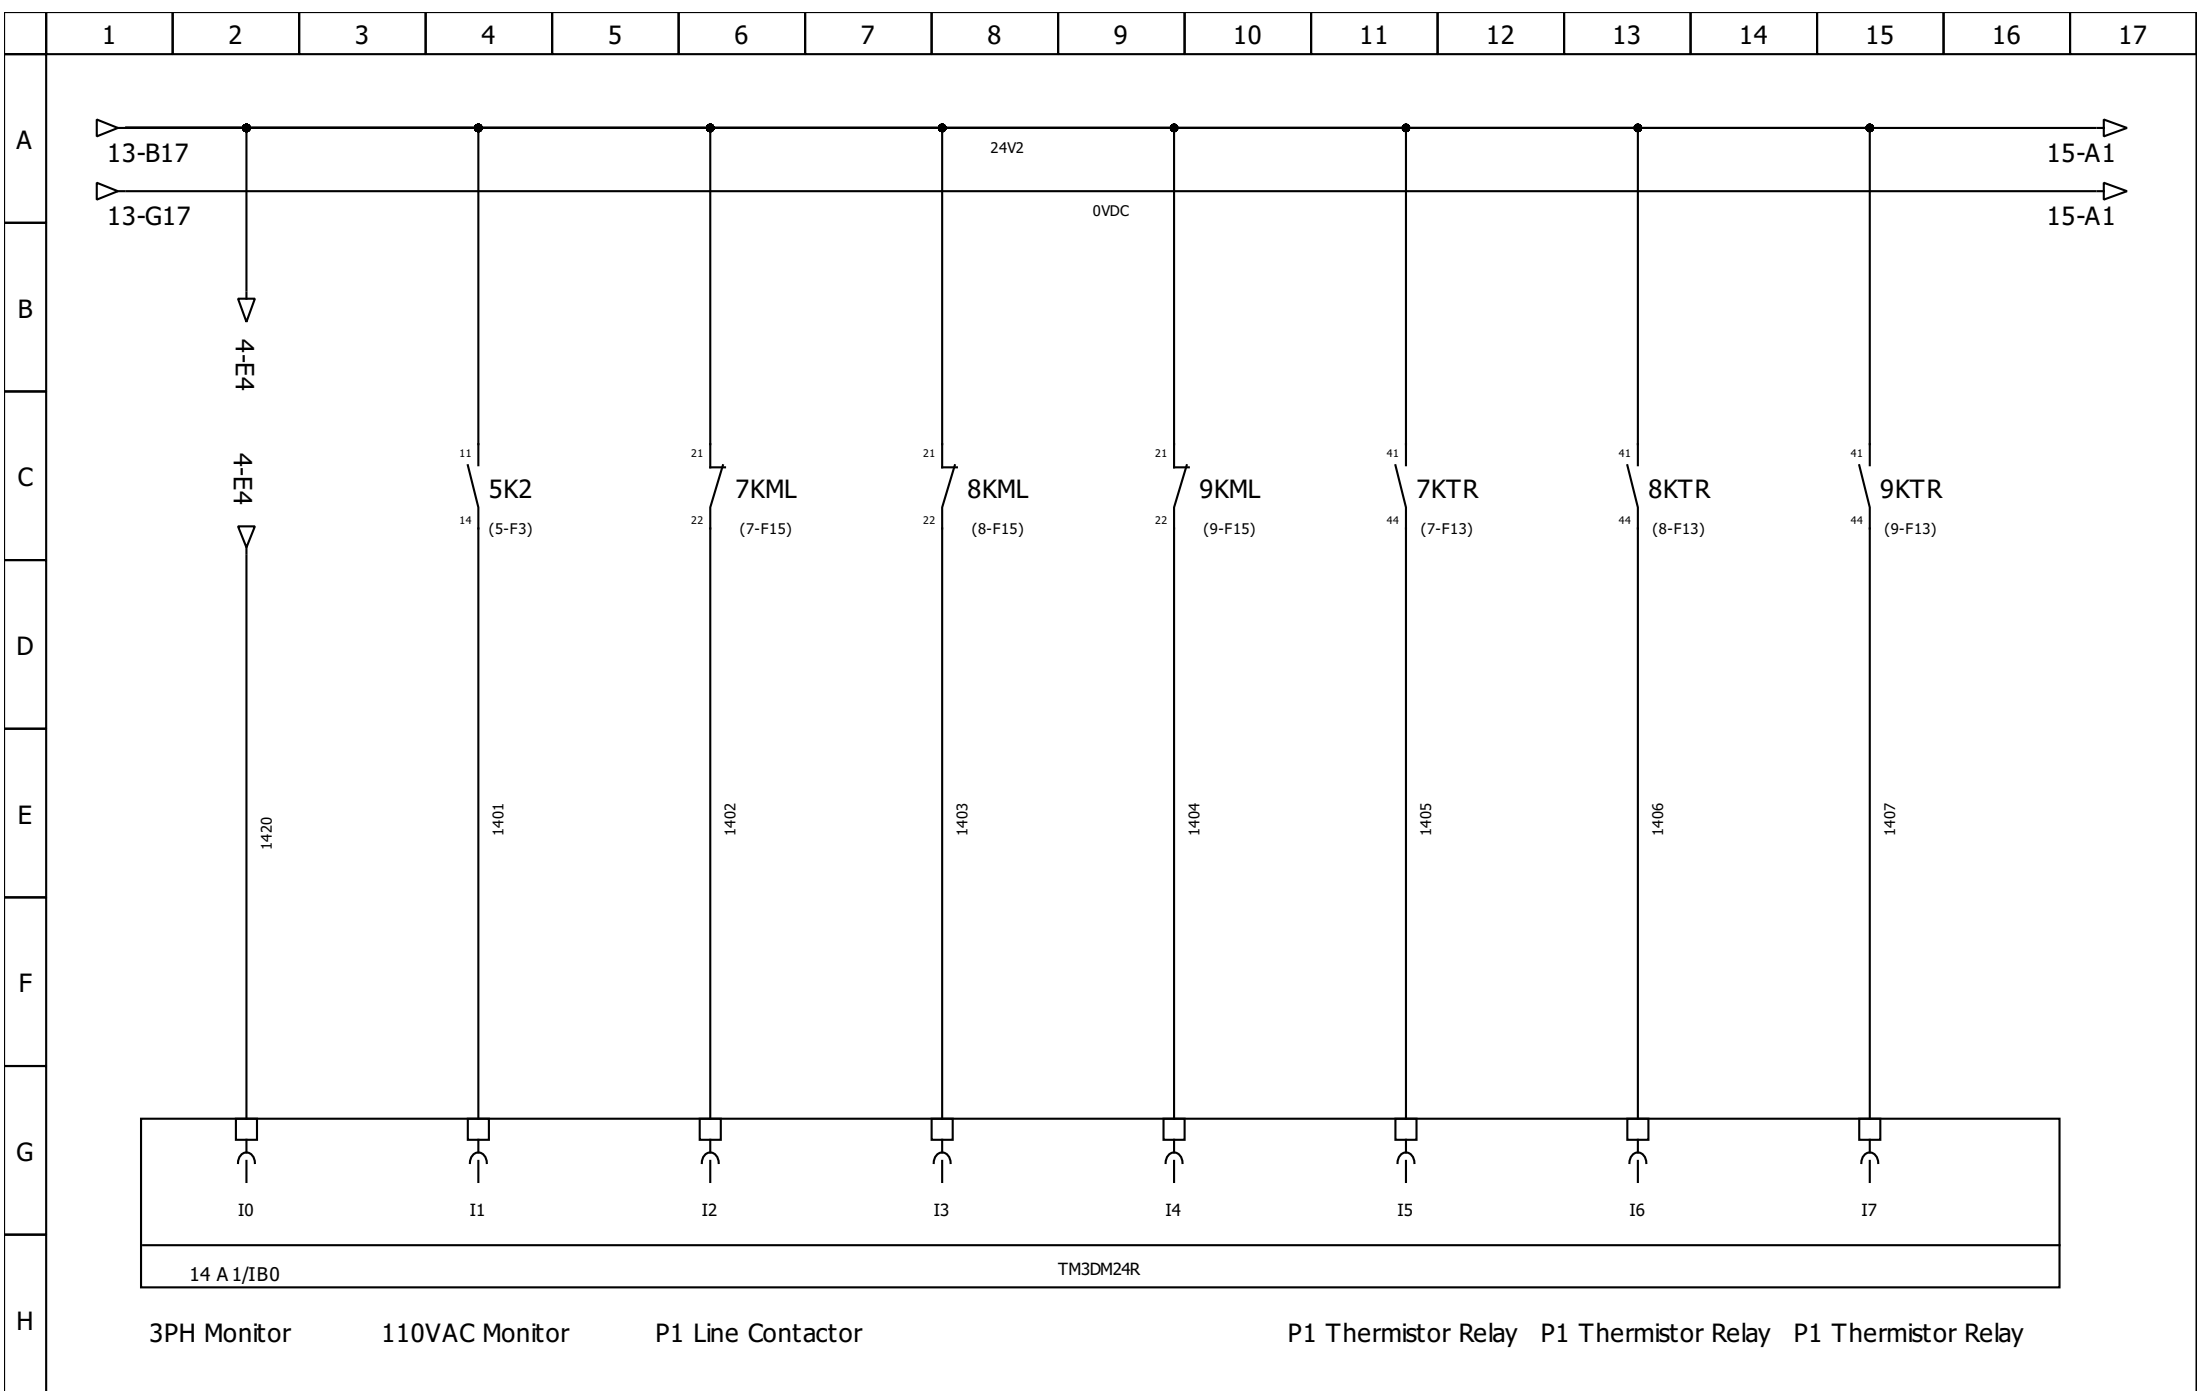 1 2 3 4 5 6 7 8 9 10 11 12 13 14 15 16 17
A
13-B17 24V2 15-A1
13-G17 0VDC 15-A1
B
4-E4
C
4-E4
11 21 21 21 41 41 41
5K2 7KML 8KML 9KML 7KTR 8KTR 9KTR
14 22 22 22 44 44 44
(5-F3) (7-F15) (8-F15) (9-F15) (7-F13) (8-F13) (9-F13)
D
E
1420 1401 1402 1403 1404 1405 1406 1407
F
G
I0 I1 I2 I3 I4 I5 I6 I7
14 A1/IB0 TM3DM24R
H
3PH Monitor 110VAC Monitor P1 Line Contactor P1 Thermistor Relay P1 Thermistor Relay P1 Thermistor Relay